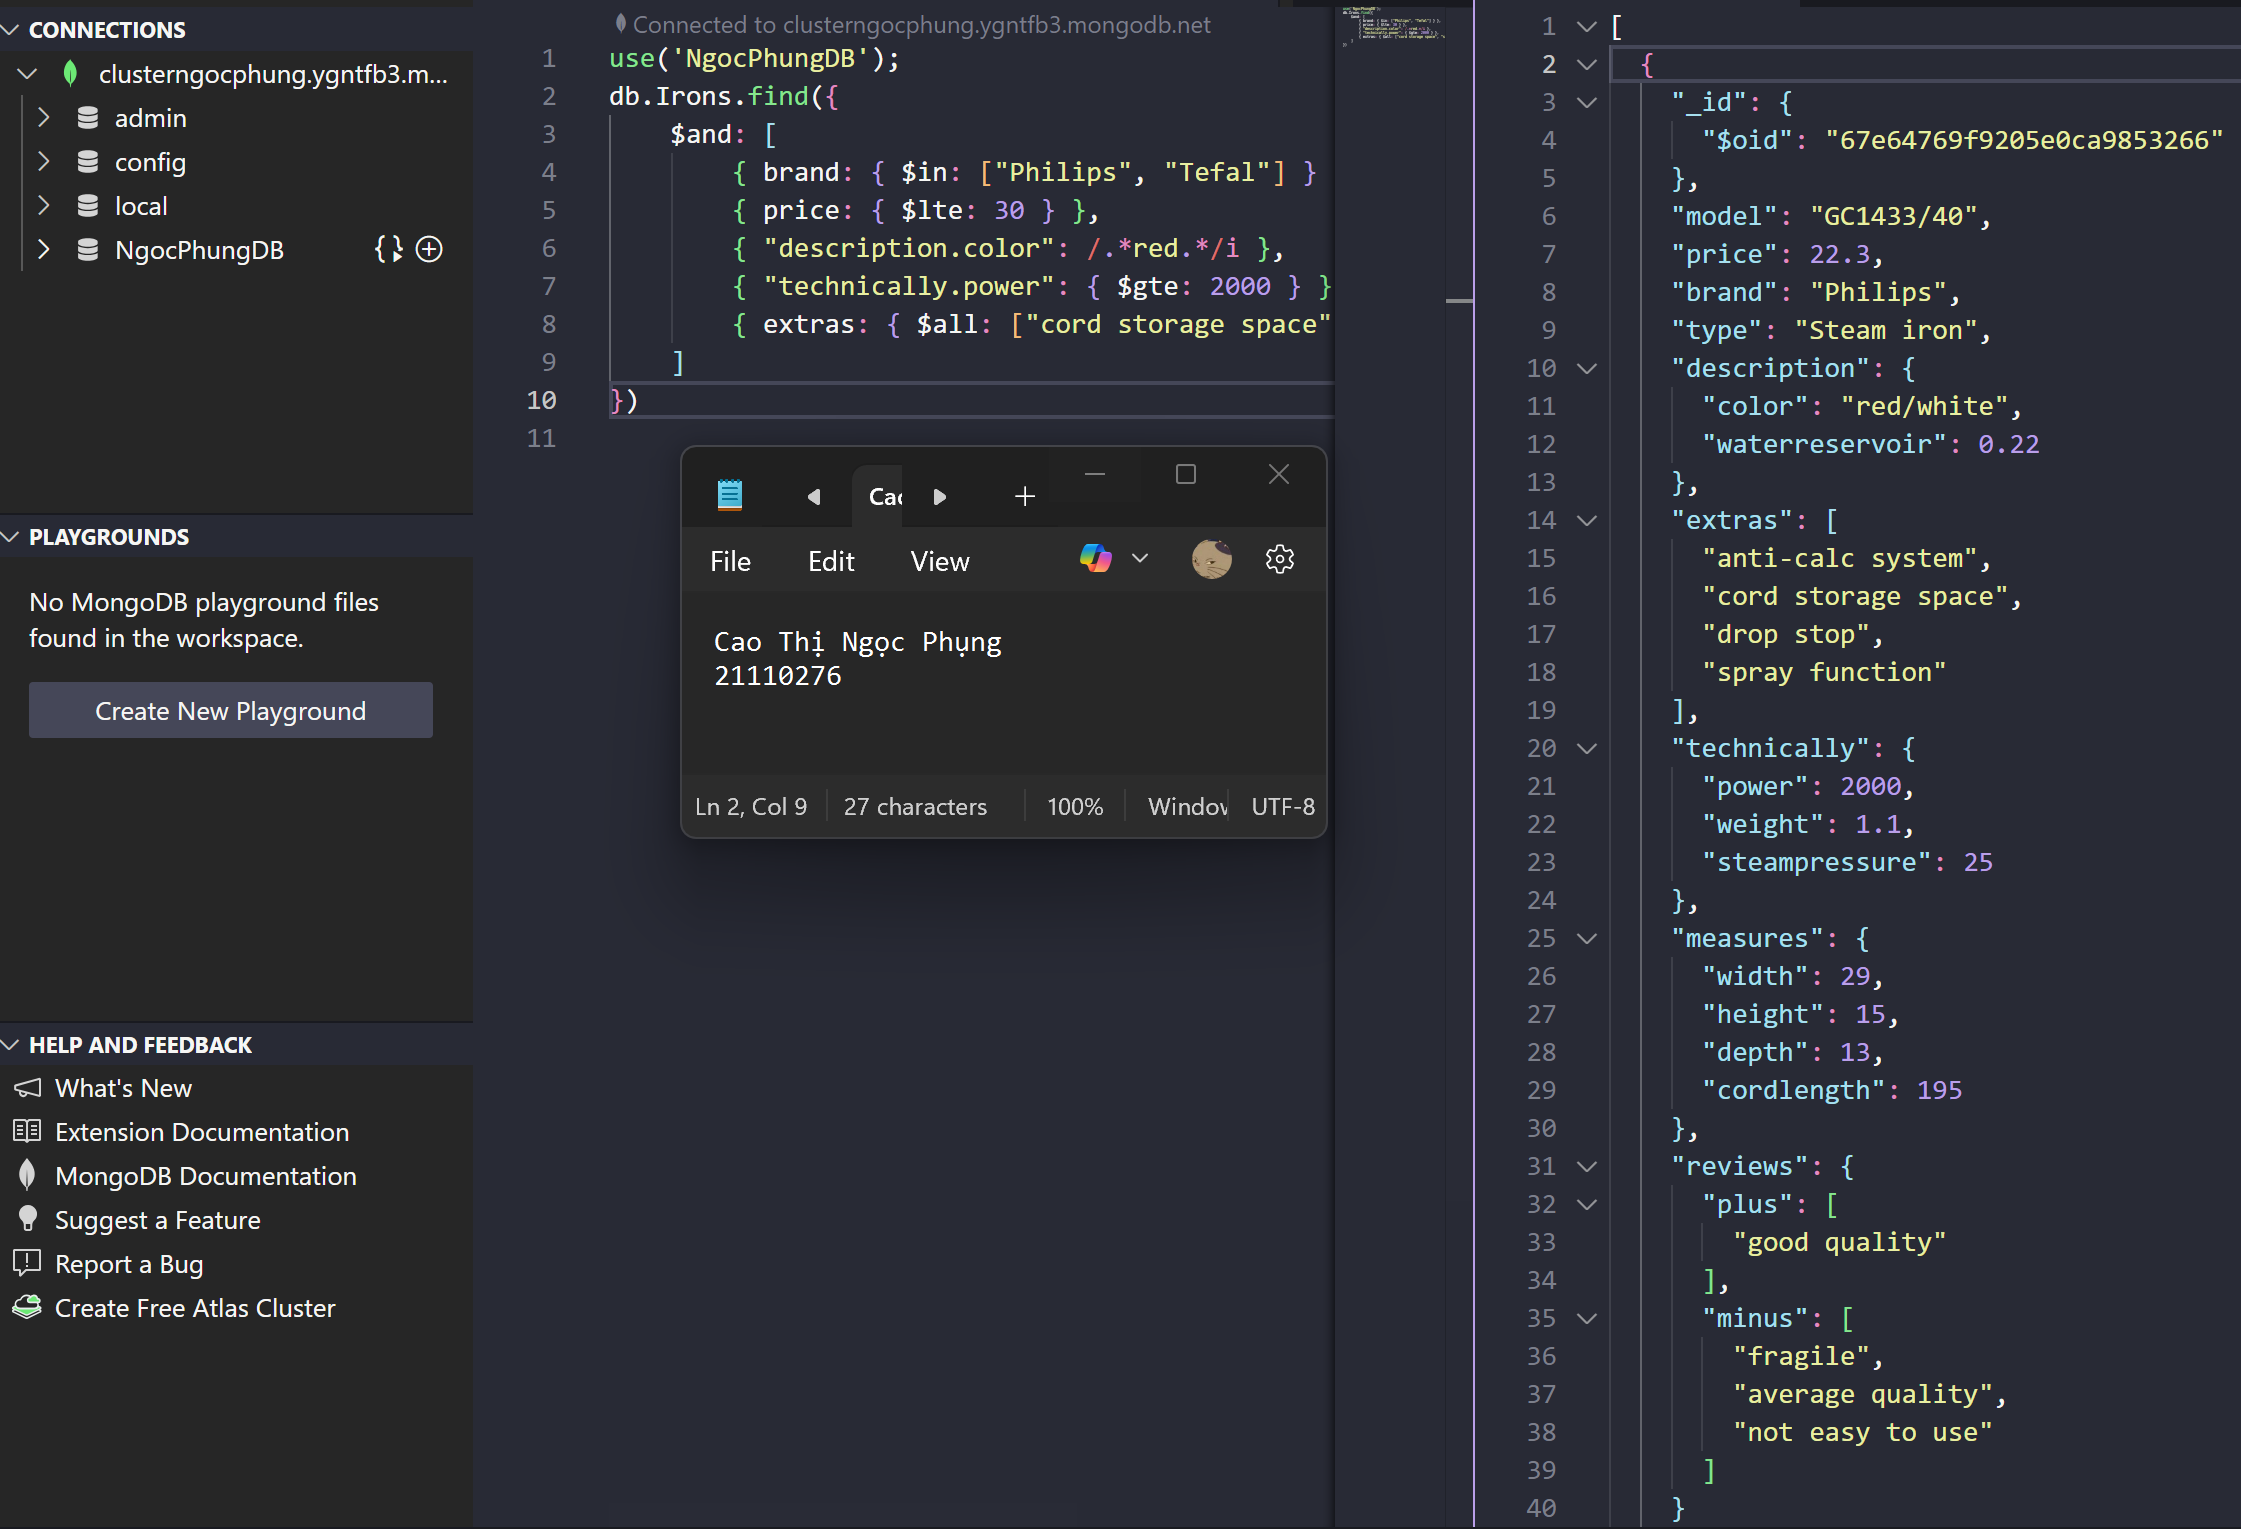 CONNECTIONS
clusterngocphung.ygntfb3.m...
admin
config
local
NgocPhungDB
PLAYGROUNDS
No MongoDB playground files
found in the workspace.
Create New Playground
HELP AND FEEDBACK
What's New
Extension Documentation
MongoDB Documentation
Suggest a Feature
Report a Bug
Create Free Atlas Cluster
Connected to clusterngocphung.ygntfb3.mongodb.net
1 use('NgocPhungDB');
2 db.Irons.find({
3 $and: [
4 { brand: { $in: ["Philips", "Tefal"] }
5 { price: { $lte: 30 } },
6 { "description.color": /.*red.*/i },
7 { "technically.power": { $gte: 2000 } }
8 { extras: { $all: ["cord storage space"
9 ]
10 })
11
Cao
File Edit View
Cao Thị Ngọc Phụng
21110276
Ln 2, Col 9 27 characters 100% Window UTF-8
1 [
2 {
3 "_id": {
4 "$oid": "67e64769f9205e0ca9853266"
5 },
6 "model": "GC1433/40",
7 "price": 22.3,
8 "brand": "Philips",
9 "type": "Steam iron",
10 "description": {
11 "color": "red/white",
12 "waterreservoir": 0.22
13 },
14 "extras": [
15 "anti-calc system",
16 "cord storage space",
17 "drop stop",
18 "spray function"
19 ],
20 "technically": {
21 "power": 2000,
22 "weight": 1.1,
23 "steampressure": 25
24 },
25 "measures": {
26 "width": 29,
27 "height": 15,
28 "depth": 13,
29 "cordlength": 195
30 },
31 "reviews": {
32 "plus": [
33 "good quality"
34 ],
35 "minus": [
36 "fragile",
37 "average quality",
38 "not easy to use"
39 ]
40 }